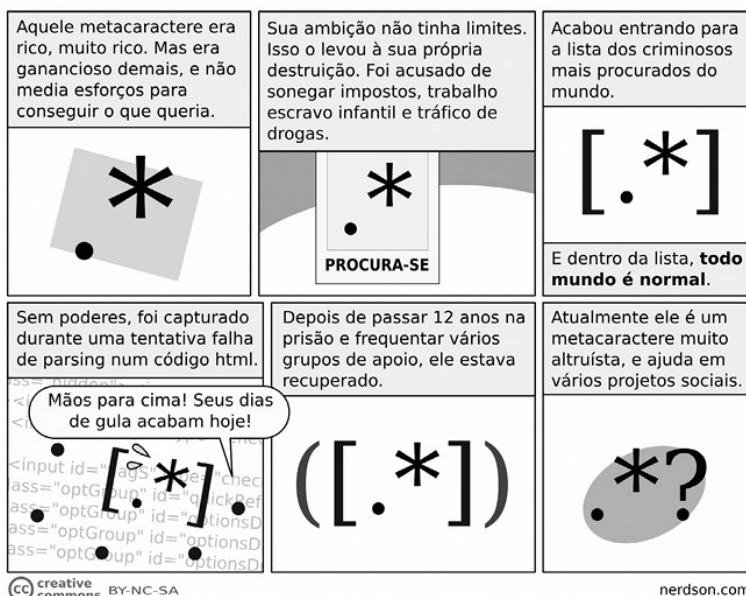 Aquele metacaractere era
rico, muito rico. Mas era
ganancioso demais, e não
media esforços para
conseguir o que queria.
.*
Sua ambição não tinha limites.
Isso o levou à sua própria
destruição. Foi acusado de
sonegar impostos, trabalho
escravo infantil e tráfico de
drogas.
.*
PROCURA-SE
Acabou entrando para
a lista dos criminosos
mais procurados do
mundo.
[.*]
E dentro da lista, todo
mundo é normal.
Sem poderes, foi capturado
durante uma tentativa falha
de parsing num código html.
Mãos para cima! Seus dias
de gula acabam hoje!
[.*]
<input id=
ass="optGroup" id=
ass="optGroup" id="optionsD
ass="optGroup" id="optionsD
Depois de passar 12 anos na
prisão e frequentar vários
grupos de apoio, ele estava
recuperado.
([.*])
Atualmente ele é um
metacaractere muito
altruísta, e ajuda em
vários projetos sociais.
.*?
cc creative commons BY-NC-SA
nerdson.com